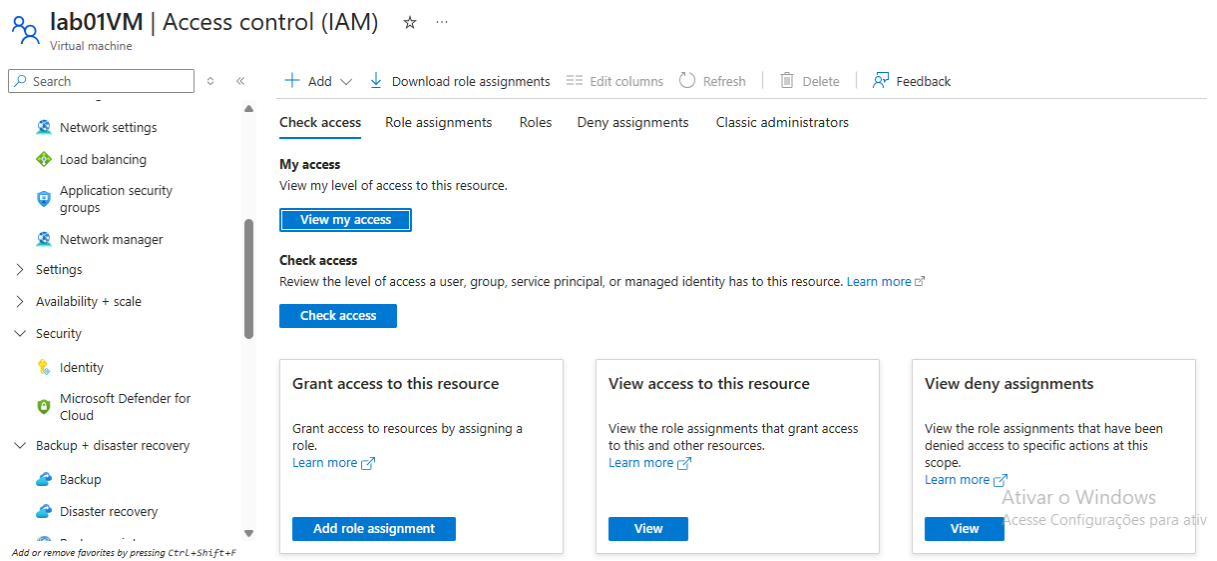 lab01VM | Access control (IAM) ☆ ...
Virtual machine
Search
Network settings
Load balancing
Application security
groups
Network manager
Settings
Availability + scale
Security
Identity
Microsoft Defender for
Cloud
Backup + disaster recovery
Backup
Disaster recovery
Add or remove favorites by pressing Ctrl+Shift+F
Add Download role assignments Edit columns Refresh Delete Feedback
Check access Role assignments Roles Deny assignments Classic administrators
My access
View my level of access to this resource.
View my access
Check access
Review the level of access a user, group, service principal, or managed identity has to this resource. Learn more
Check access
Grant access to this resource
Grant access to resources by assigning a
role.
Learn more
Add role assignment
View access to this resource
View the role assignments that grant access
to this and other resources.
Learn more
View
View deny assignments
View the role assignments that have been
denied access to specific actions at this
scope.
Learn more
View
Ativar o Windows
Acesse Configurações para ativ